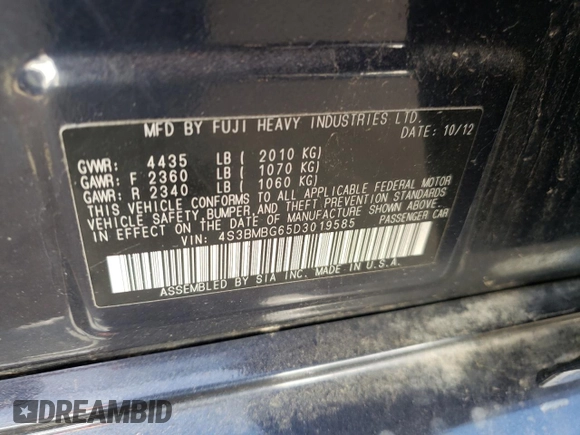 MFD BY FUJI HEAVY INDUSTRIES LTD.
DATE: 10/12
GVWR: 4435 LB ( 2010 KG)
GAWR: F 2360 LB ( 1070 KG)
GAWR: R 2340 LB ( 1060 KG)
THIS VEHICLE CONFORMS TO ALL APPLICABLE FEDERAL MOTOR
VEHICLE SAFETY, BUMPER, AND THEFT PREVENTION STANDARDS
IN EFFECT ON THE DATE OF MANUFACTURE SHOWN ABOVE.
VIN: 4S3BMBG65D3019585 PASSENGER CAR
ASSEMBLED BY SIA INC. MADE IN U.S.A.
DREAMBID